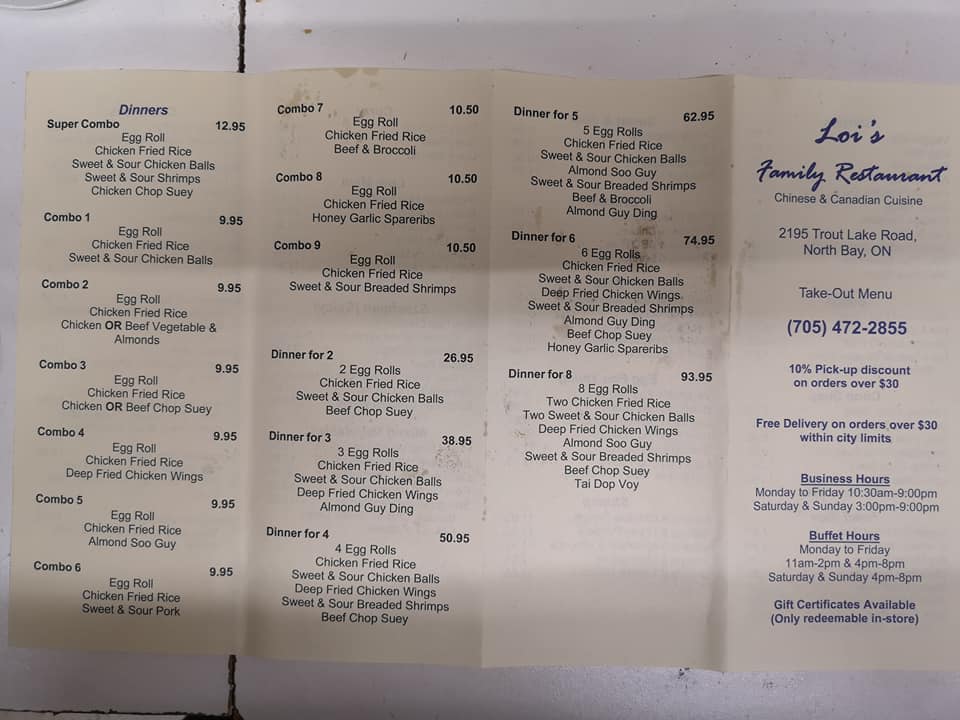 Dinners
Super Combo 12.95
Egg Roll
Chicken Fried Rice
Sweet & Sour Chicken Balls
Sweet & Sour Shrimps
Chicken Chop Suey
Combo 1 9.95
Egg Roll
Chicken Fried Rice
Sweet & Sour Chicken Balls
Combo 2 9.95
Egg Roll
Chicken Fried Rice
Chicken OR Beef Vegetable &
Almonds
Combo 3 9.95
Egg Roll
Chicken Fried Rice
Chicken OR Beef Chop Suey
Combo 4 9.95
Egg Roll
Chicken Fried Rice
Deep Fried Chicken Wings
Combo 5 9.95
Egg Roll
Chicken Fried Rice
Almond Soo Guy
Combo 6 9.95
Egg Roll
Chicken Fried Rice
Sweet & Sour Pork
Combo 7 10.50
Egg Roll
Chicken Fried Rice
Beef & Broccoli
Combo 8 10.50
Egg Roll
Chicken Fried Rice
Honey Garlic Spareribs
Combo 9 10.50
Egg Roll
Chicken Fried Rice
Sweet & Sour Breaded Shrimps
Dinner for 2 26.95
2 Egg Rolls
Chicken Fried Rice
Sweet & Sour Chicken Balls
Beef Chop Suey
Dinner for 3 38.95
3 Egg Rolls
Chicken Fried Rice
Sweet & Sour Chicken Balls
Deep Fried Chicken Wings
Almond Guy Ding
Dinner for 4 50.95
4 Egg Rolls
Chicken Fried Rice
Sweet & Sour Chicken Balls
Deep Fried Chicken Wings
Sweet & Sour Breaded Shrimps
Beef Chop Suey
Dinner for 5 62.95
5 Egg Rolls
Chicken Fried Rice
Sweet & Sour Chicken Balls
Almond Soo Guy
Sweet & Sour Breaded Shrimps
Beef & Broccoli
Almond Guy Ding
Dinner for 6 74.95
6 Egg Rolls
Chicken Fried Rice
Sweet & Sour Chicken Balls
Deep Fried Chicken Wings
Sweet & Sour Breaded Shrimps
Almond Guy Ding
Beef Chop Suey
Honey Garlic Spareribs
Dinner for 8 93.95
8 Egg Rolls
Two Chicken Fried Rice
Two Sweet & Sour Chicken Balls
Deep Fried Chicken Wings
Almond Soo Guy
Sweet & Sour Breaded Shrimps
Beef Chop Suey
Tai Dop Voy
Loi's
Family Restaurant
Chinese & Canadian Cuisine
2195 Trout Lake Road,
North Bay, ON
Take-Out Menu
(705) 472-2855
10% Pick-up discount
on orders over $30
Free Delivery on orders over $30
within city limits
Business Hours
Monday to Friday 10:30am-9:00pm
Saturday & Sunday 3:00pm-9:00pm
Buffet Hours
Monday to Friday
11am-2pm & 4pm-8pm
Saturday & Sunday 4pm-8pm
Gift Certificates Available
(Only redeemable in-store)